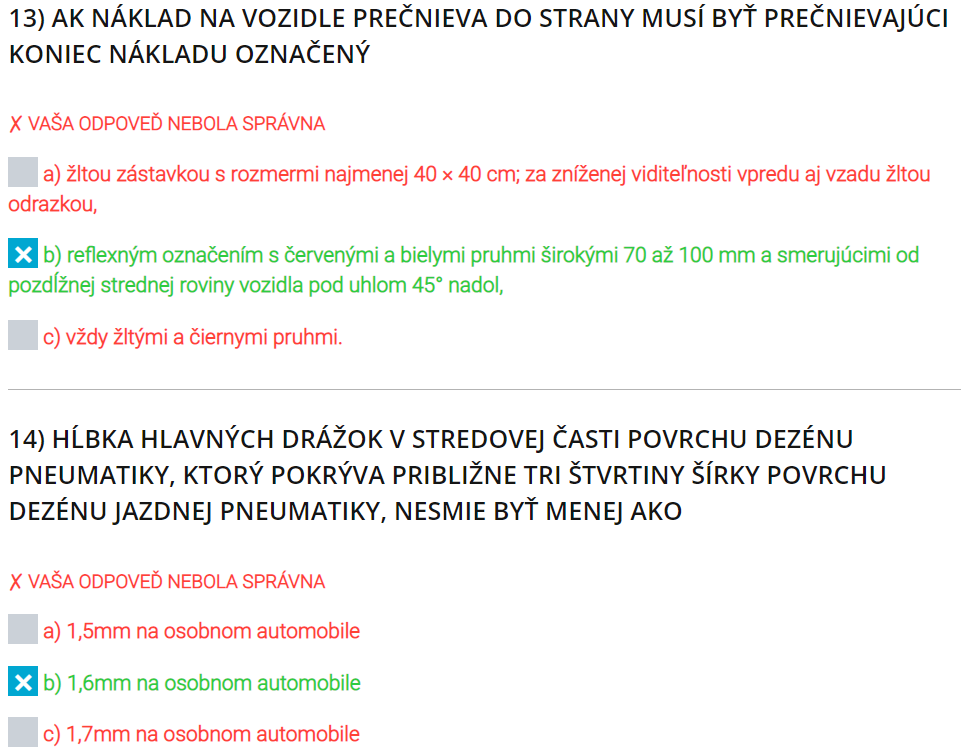 13) AK NÁKLAD NA VOZIDLE PREČNIEVA DO STRANY MUSÍ BYŤ PREČNIEVAJÚCI
KONIEC NÁKLADU OZNAČENÝ
✗ VAŠA ODPOVEĎ NEBOLA SPRÁVNA
a) žltou zástavkou s rozmermi najmenej 40 × 40 cm; za zníženej viditeľnosti vpredu aj vzadu žltou
odrazkou,
b) reflexným označením s červenými a bielymi pruhmi širokými 70 až 100 mm a smerujúcimi od
pozdĺžnej strednej roviny vozidla pod uhlom 45° nadol,
c) vždy žltými a čiernymi pruhmi.
14) HĹBKA HLAVNÝCH DRÁŽOK V STREDOVEJ ČASTI POVRCHU DEZÉNU
PNEUMATIKY, KTORÝ POKRÝVA PRIBLIŽNE TRI ŠTVRTINY ŠÍRKY POVRCHU
DEZÉNU JAZDNEJ PNEUMATIKY, NESMIE BYŤ MENEJ AKO
✗ VAŠA ODPOVEĎ NEBOLA SPRÁVNA
a) 1,5mm na osobnom automobile
b) 1,6mm na osobnom automobile
c) 1,7mm na osobnom automobile